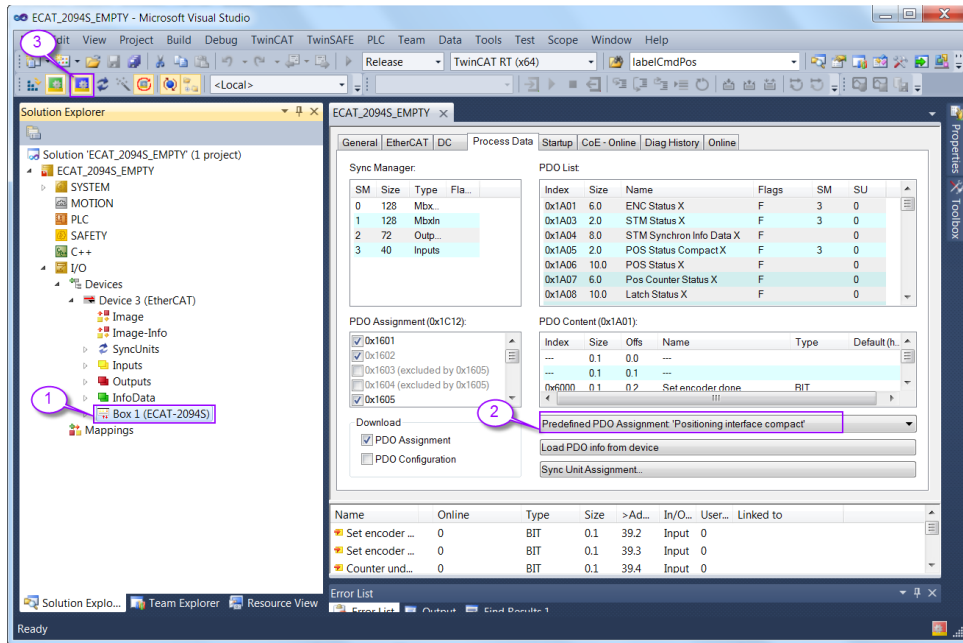 ECAT_2094S_EMPTY - Microsoft Visual Studio
3
Edit View Project Build Debug TwinCAT TwinSAFE PLC Team Data Tools Test Scope Window Help
Release TwinCAT RT (x64) labelCmdPos
<Local>
Solution Explorer
Solution 'ECAT_2094S_EMPTY' (1 project)
ECAT_2094S_EMPTY
SYSTEM
MOTION
PLC
SAFETY
C++
I/O
Devices
Device 3 (EtherCAT)
Image
Image-Info
SyncUnits
Inputs
Outputs
InfoData
1
Box 1 (ECAT-2094S)
Mappings
Solution Explo... Team Explorer Resource View
ECAT_2094S_EMPTY
General EtherCAT DC Process Data Startup CoE - Online Diag History Online
Sync Manager:
SM Size Type Fla...
0 128 Mbx...
1 128 MbxIn
2 72 Outp...
3 40 Inputs
PDO List:
Index Size Name Flags SM SU
0x1A01 6.0 ENC Status X F 3 0
0x1A03 2.0 STM Status X F 3 0
0x1A04 8.0 STM Synchron Info Data X F 0
0x1A05 2.0 POS Status Compact X F 3 0
0x1A06 10.0 POS Status X F 0
0x1A07 6.0 Pos Counter Status X F 0
0x1A08 10.0 Latch Status X F 0
PDO Assignment (0x1C12):
0x1601
0x1602
0x1603 (excluded by 0x1605)
0x1604 (excluded by 0x1605)
0x1605
PDO Content (0x1A01):
Index Size Offs Name Type Default (h...
--- 0.1 0.0 ---
--- 0.1 0.1 ---
0x6000 0.1 0.2 Set encoder done BIT
Download
PDO Assignment
PDO Configuration
2
Predefined PDO Assignment: 'Positioning interface compact'
Load PDO info from device
Sync Unit Assignment...
Name Online Type Size >Ad... In/O... User... Linked to
Set encoder ... 0 BIT 0.1 39.2 Input 0
Set encoder ... 0 BIT 0.1 39.3 Input 0
Counter und... 0 BIT 0.1 39.4 Input 0
Error List
Error List Output Find Results 1
Properties
Toolbox
Ready